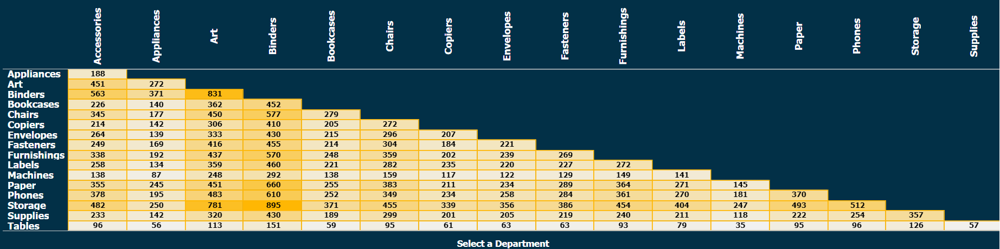 Accessories Appliances Art Binders Bookcases Chairs Copiers Envelopes Fasteners Furnishings Labels Machines Paper Phones Storage Supplies
Appliances 188
Art 451 272
Binders 563 371 831
Bookcases 226 140 362 452
Chairs 345 177 450 577 279
Copiers 214 142 306 410 205 272
Envelopes 264 139 333 430 215 296 207
Fasteners 249 169 416 455 214 304 184 221
Furnishings 338 192 437 570 248 359 202 239 269
Labels 258 134 359 460 221 282 235 220 227 272
Machines 138 87 248 292 138 159 117 122 129 149 141
Paper 355 245 451 660 255 383 211 234 289 364 271 145
Phones 378 195 483 610 252 349 234 258 284 361 270 181 370
Storage 482 250 781 895 371 455 339 356 386 454 404 247 493 512
Supplies 233 142 320 430 189 299 201 205 219 240 211 118 222 254 357
Tables 96 56 113 151 59 95 61 63 63 93 79 35 95 96 126 57
Select a Department